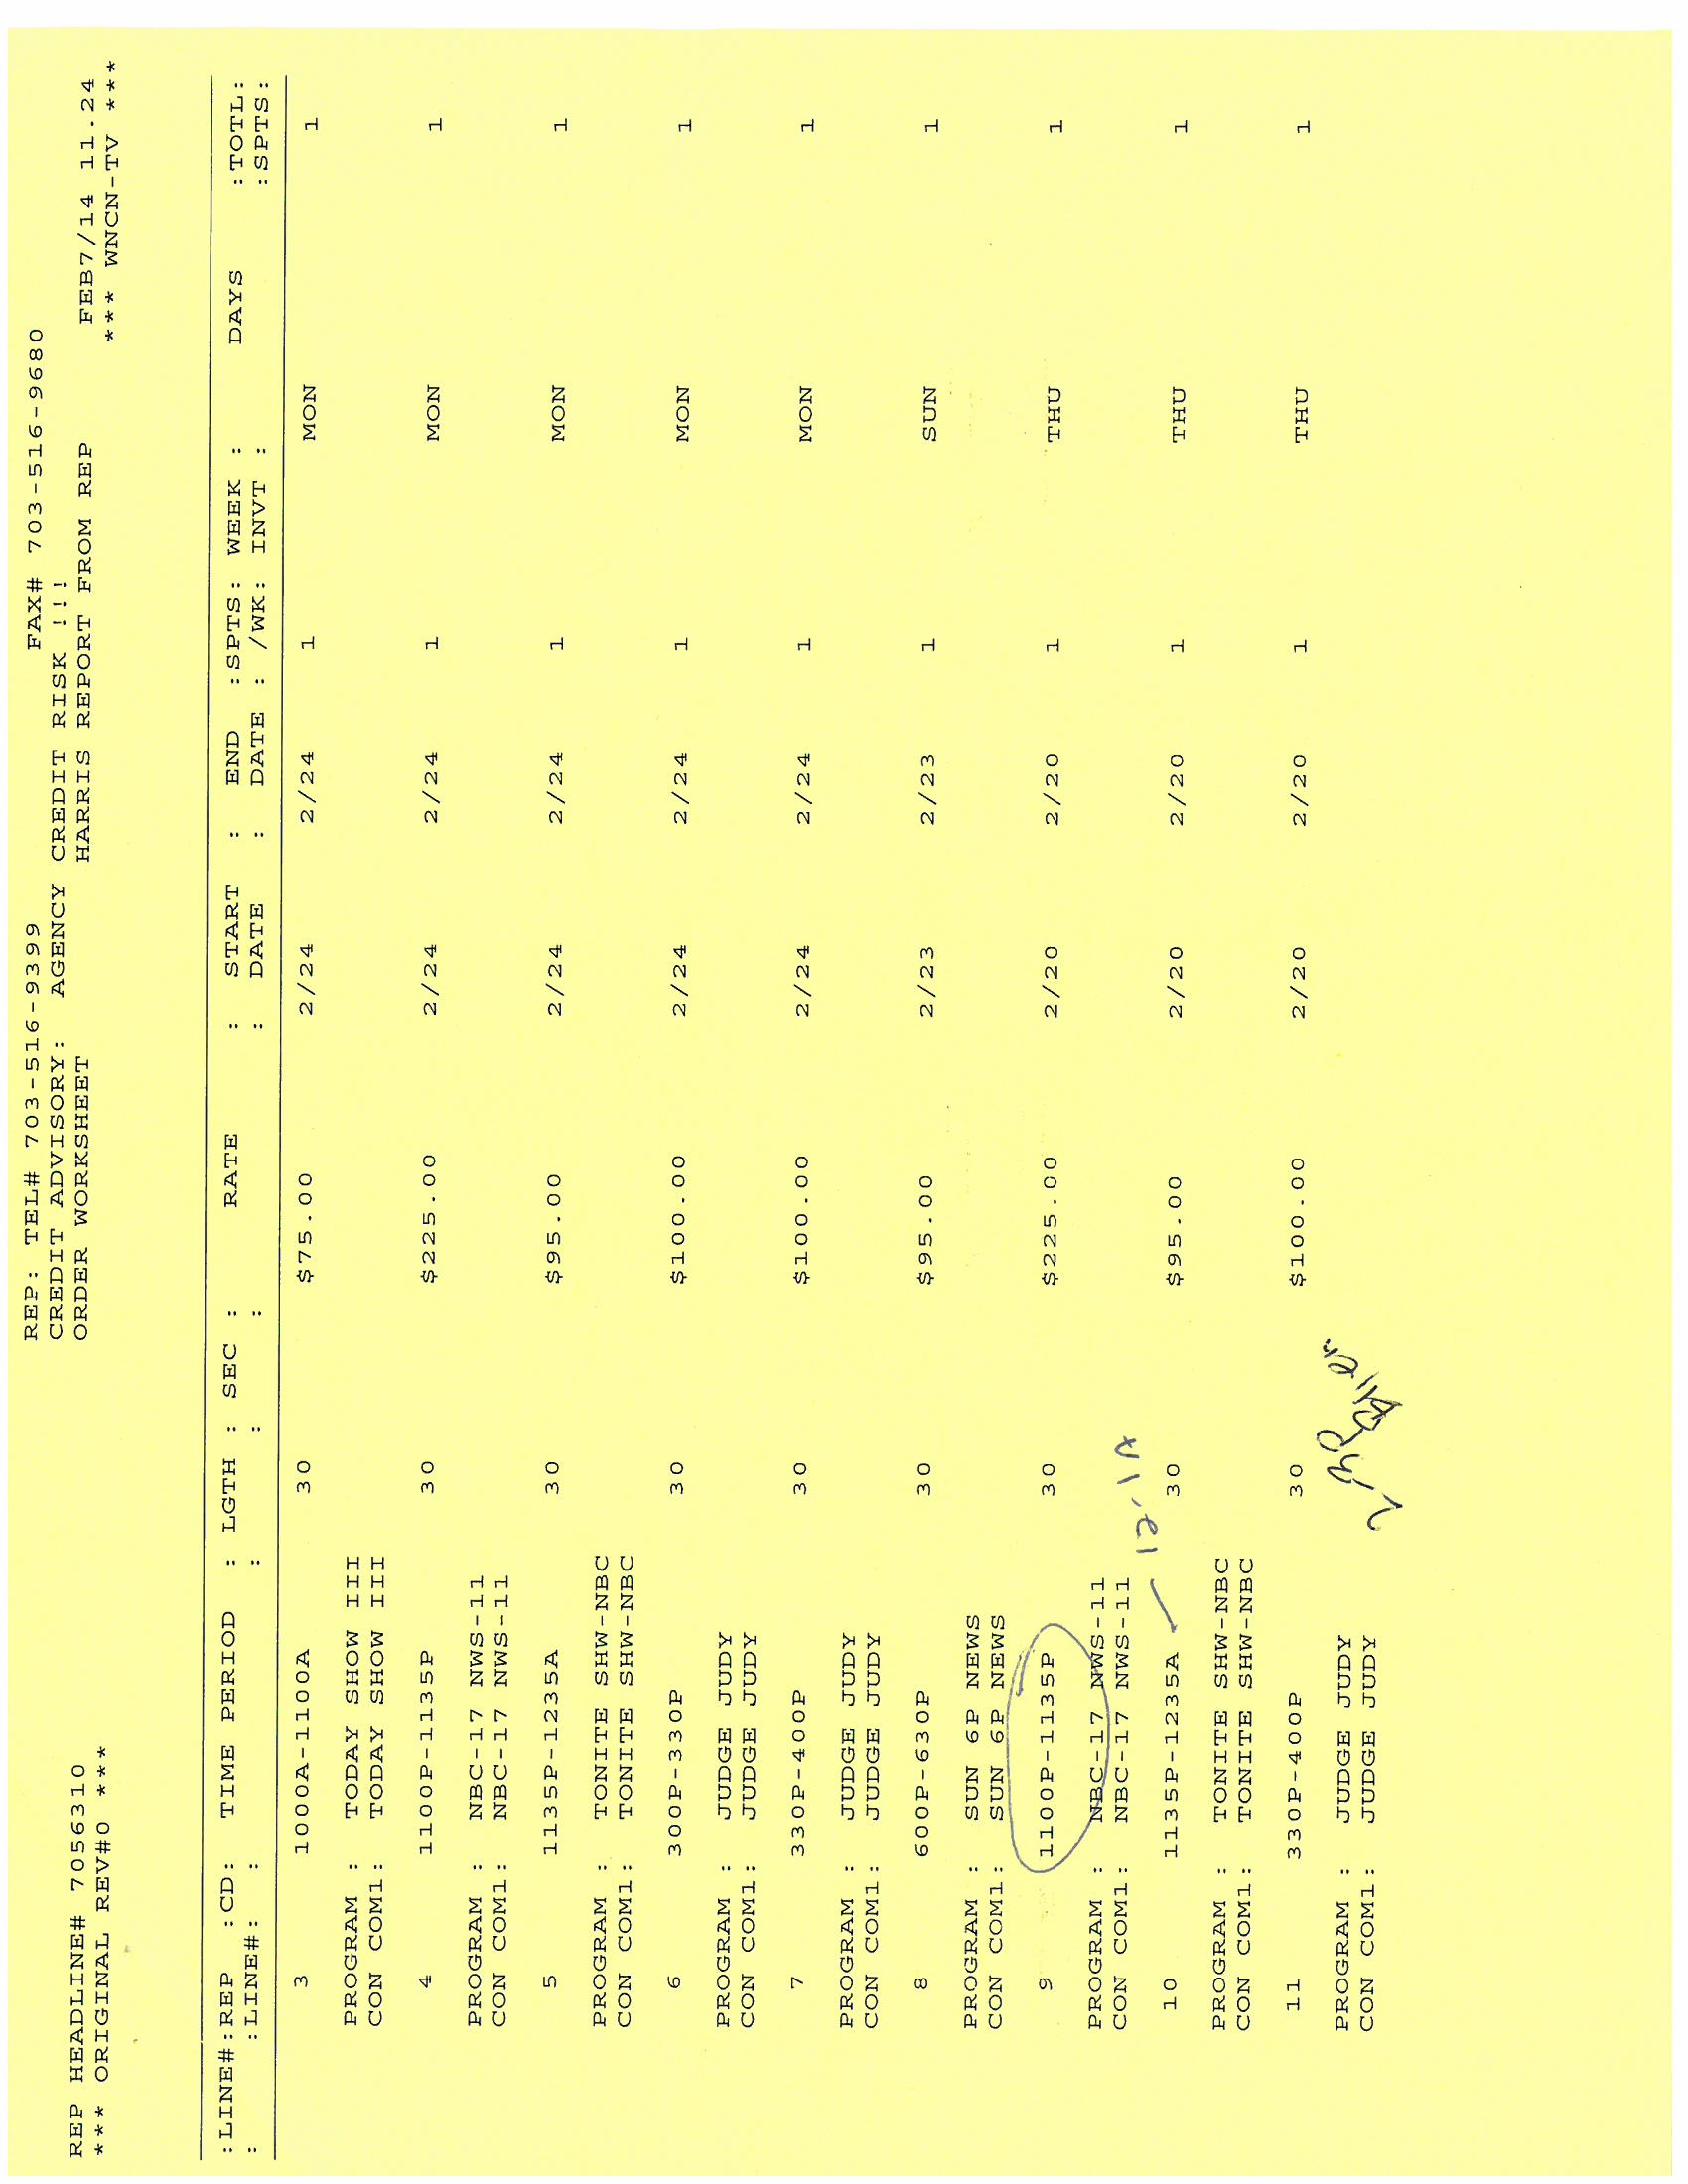 REP: TEL# 703-516-9399 FAX# 703-516-9680
CREDIT ADVISORY: AGENCY CREDIT RISK !!!
REP HEADLINE# 7056310 ORDER WORKSHEET HARRIS REPORT FROM REP FEB7/14 11.24
*** ORIGINAL REV#0 *** *** WNCN-TV ***
:LINE#:REP :CD: TIME PERIOD : LGTH : SEC : RATE : START : END :SPTS: WEEK : DAYS :TOTL:
: :LINE#: : : : : DATE : DATE : /WK: INVT : :SPTS:
3 1000A-1100A 30 $75.00 2/24 2/24 1 MON 1
PROGRAM : TODAY SHOW III
CON COM1: TODAY SHOW III
4 1100P-1135P 30 $225.00 2/24 2/24 1 MON 1
PROGRAM : NBC-17 NWS-11
CON COM1: NBC-17 NWS-11
5 1135P-1235A 30 $95.00 2/24 2/24 1 MON 1
PROGRAM : TONITE SHW-NBC
CON COM1: TONITE SHW-NBC
6 300P-330P 30 $100.00 2/24 2/24 1 MON 1
PROGRAM : JUDGE JUDY
CON COM1: JUDGE JUDY
7 330P-400P 30 $100.00 2/24 2/24 1 MON 1
PROGRAM : JUDGE JUDY
CON COM1: JUDGE JUDY
8 600P-630P 30 $95.00 2/23 2/23 1 SUN 1
PROGRAM : SUN 6P NEWS
CON COM1: SUN 6P NEWS
9 1100P-1135P 30 $225.00 2/20 2/20 1 THU 1
PROGRAM : NBC-17 NWS-11
CON COM1: NBC-17 NWS-11
10 1135P-1235A 30 $95.00 2/20 2/20 1 THU 1
PROGRAM : TONITE SHW-NBC
CON COM1: TONITE SHW-NBC
11 330P-400P 30 $100.00 2/20 2/20 1 THU 1
PROGRAM : JUDGE JUDY
CON COM1: JUDGE JUDY